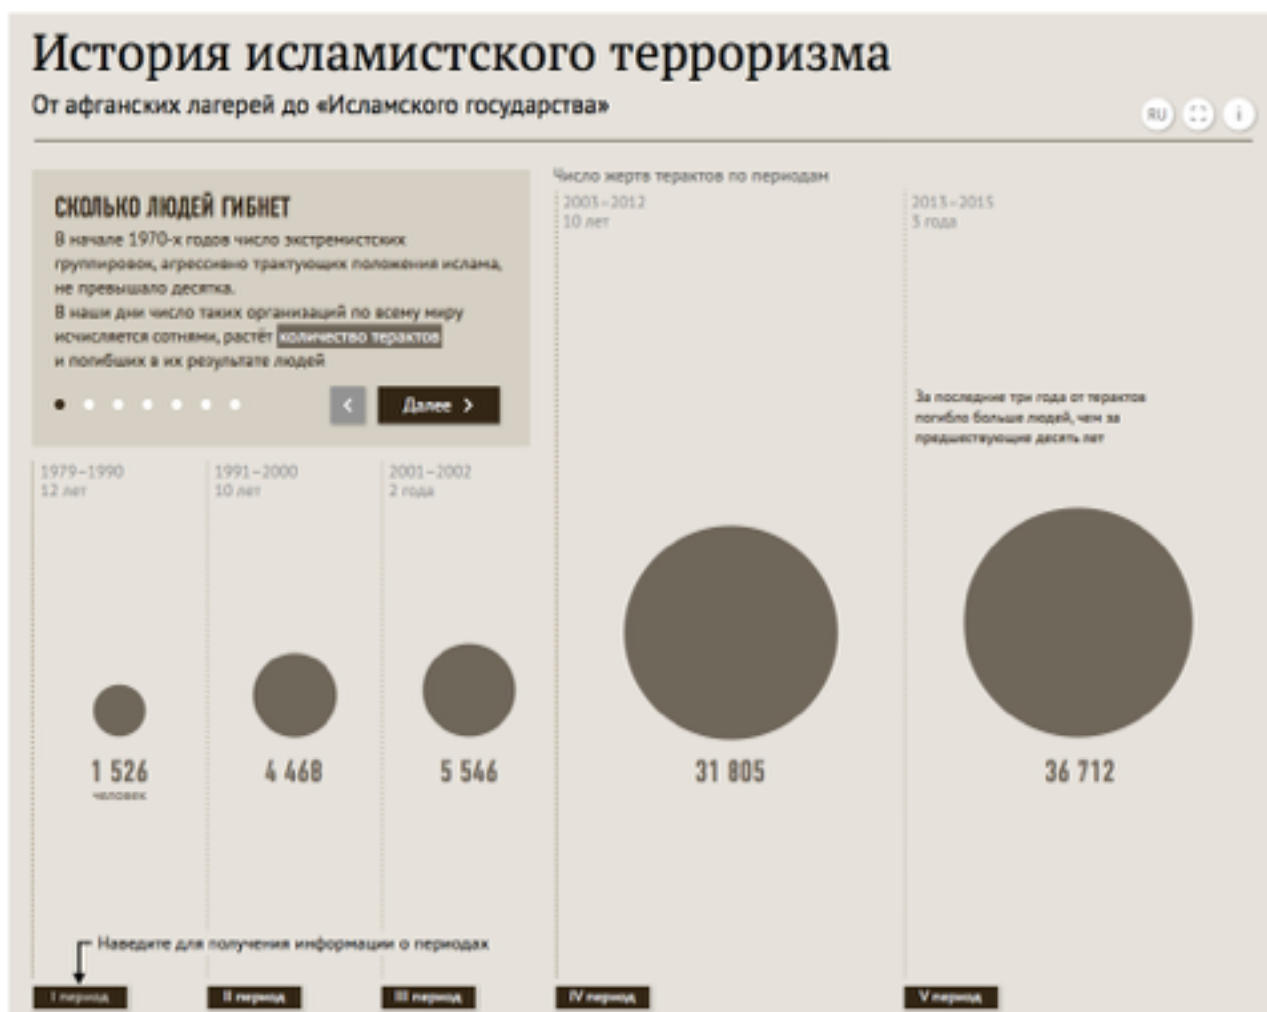 История исламистского терроризма
От афганских лагерей до «Исламского государства»
RU
i
СКОЛЬКО ЛЮДЕЙ ГИБНЕТ
В начале 1970-х годов число экстремистских
группировок, агрессивно трактующих положения ислама,
не превышало десятка.
В наши дни число таких организаций по всему миру
исчисляется сотнями, растёт количество терактов
и погибших в их результате людей
Далее
Число жертв терактов по периодам
2003–2012
10 лет
2013–2015
3 года
За последние три года от терактов
погибло больше людей, чем за
предшествующие десять лет
1979–1990
12 лет
1991–2000
10 лет
2001–2002
2 года
1 526
человек
4 468
5 546
31 805
36 712
Наведите для получения информации о периодах
I период
II период
III период
IV период
V период